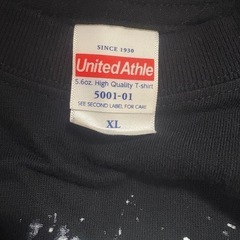 SINCE 1930
United Athle
5.6oz. High Quality T-shirt
5001-01
SEE SECOND LABEL FOR CARE
XL